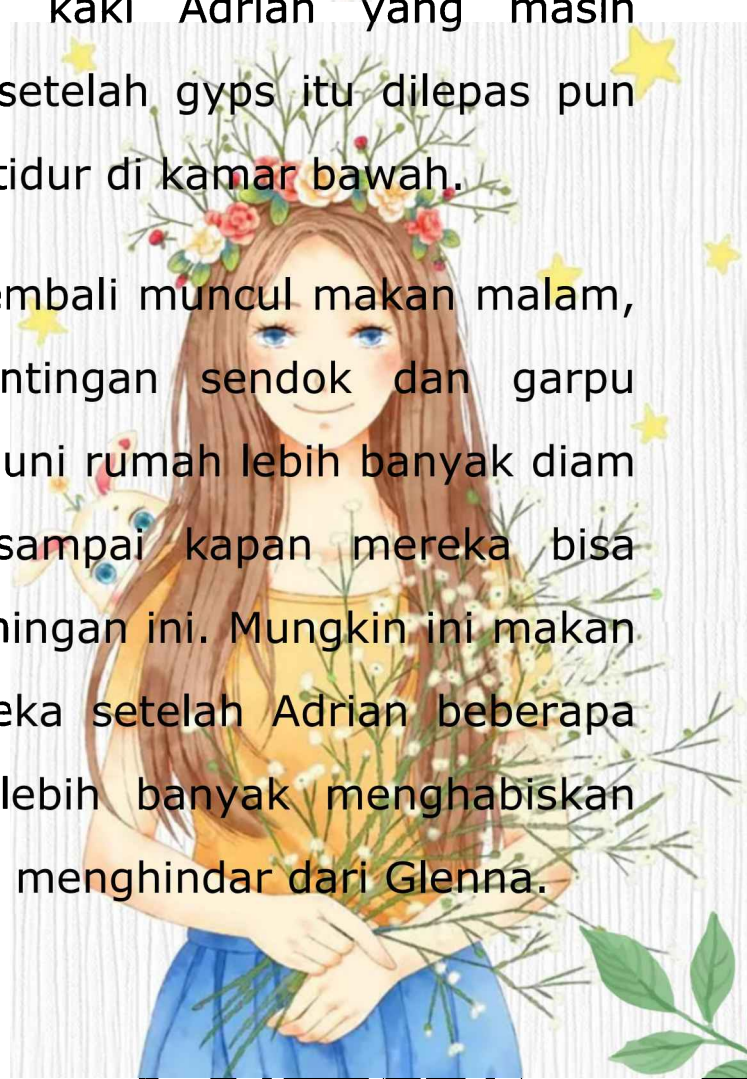 kaki Adrian yang masih
setelah gyps itu dilepas pun
tidur di kamar bawah.
embali muncul makan malam,
ntingan sendok dan garpu
uni rumah lebih banyak diam
sampai kapan mereka bisa
ningan ini. Mungkin ini makan
eka setelah Adrian beberapa
lebih banyak menghabiskan
menghindar dari Glenna.